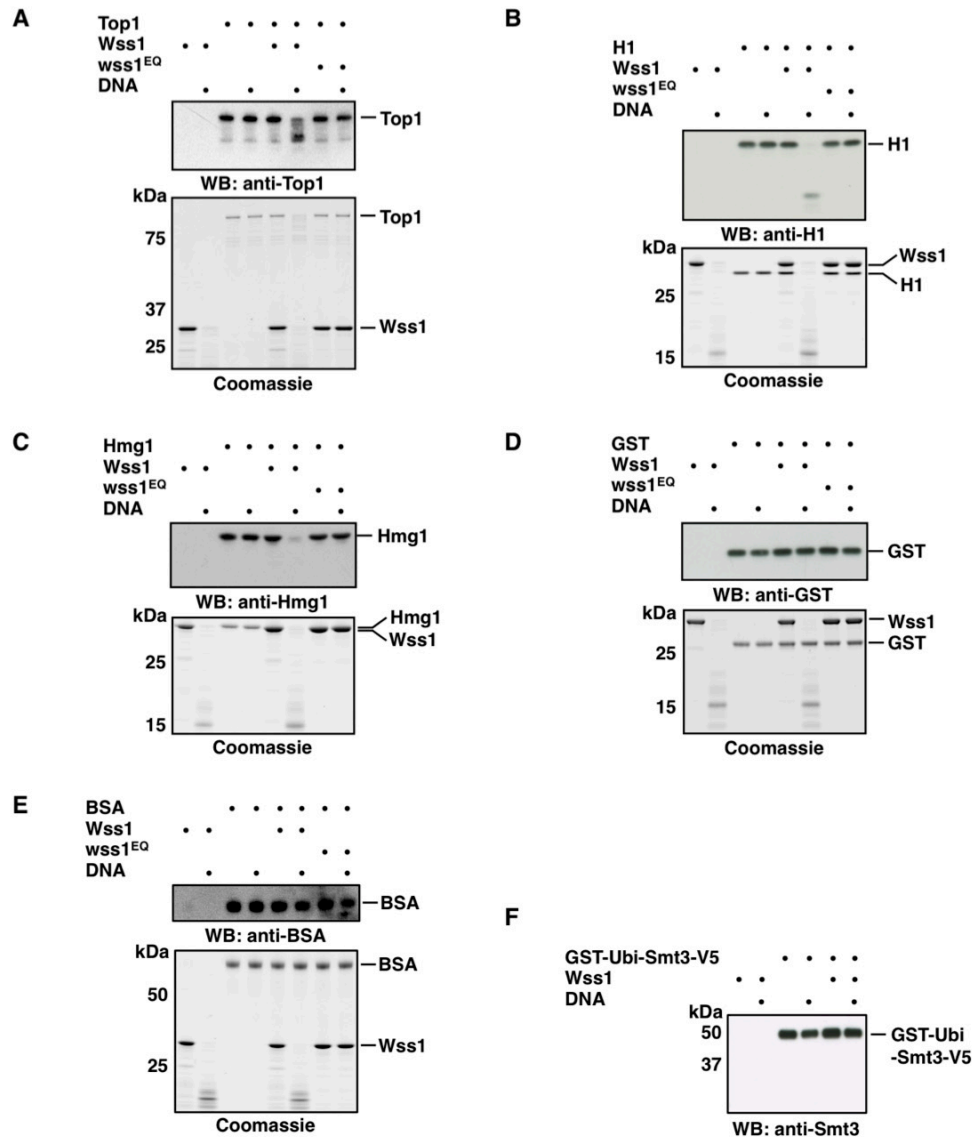 A
Top1
Wss1
wss1EQ
DNA
Top1
WB: anti-Top1
kDa
Top1
75
37
Wss1
25
Coomassie
B
H1
Wss1
wss1EQ
DNA
H1
WB: anti-H1
kDa
Wss1
H1
25
15
Coomassie
C
Hmg1
Wss1
wss1EQ
DNA
Hmg1
WB: anti-Hmg1
kDa
Hmg1
Wss1
25
15
Coomassie
D
GST
Wss1
wss1EQ
DNA
GST
WB: anti-GST
kDa
Wss1
GST
25
15
Coomassie
E
BSA
Wss1
wss1EQ
DNA
BSA
WB: anti-BSA
kDa
BSA
50
Wss1
25
Coomassie
F
GST-Ubi-Smt3-V5
Wss1
DNA
kDa
50
GST-Ubi
-Smt3-V5
37
WB: anti-Smt3